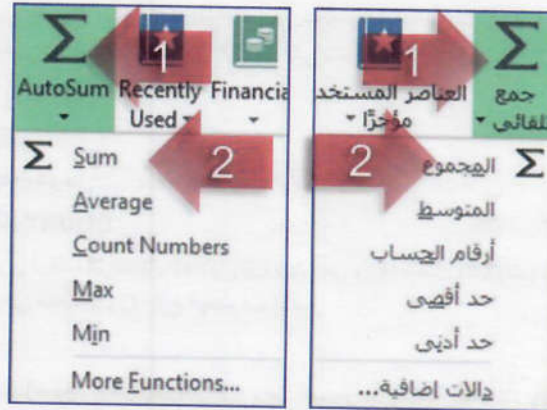 Σ
1
AutoSum Recently Financia
Used
Σ Sum
2
Average
Count Numbers
Max
Min
More Functions...
Σ
1
جمع
تلقائي
العناصر المستخد
مؤخرًا
المجموع Σ
2
المتوسط
أرقام الحساب
حد أقصى
حد أدنى
دالات إضافية...